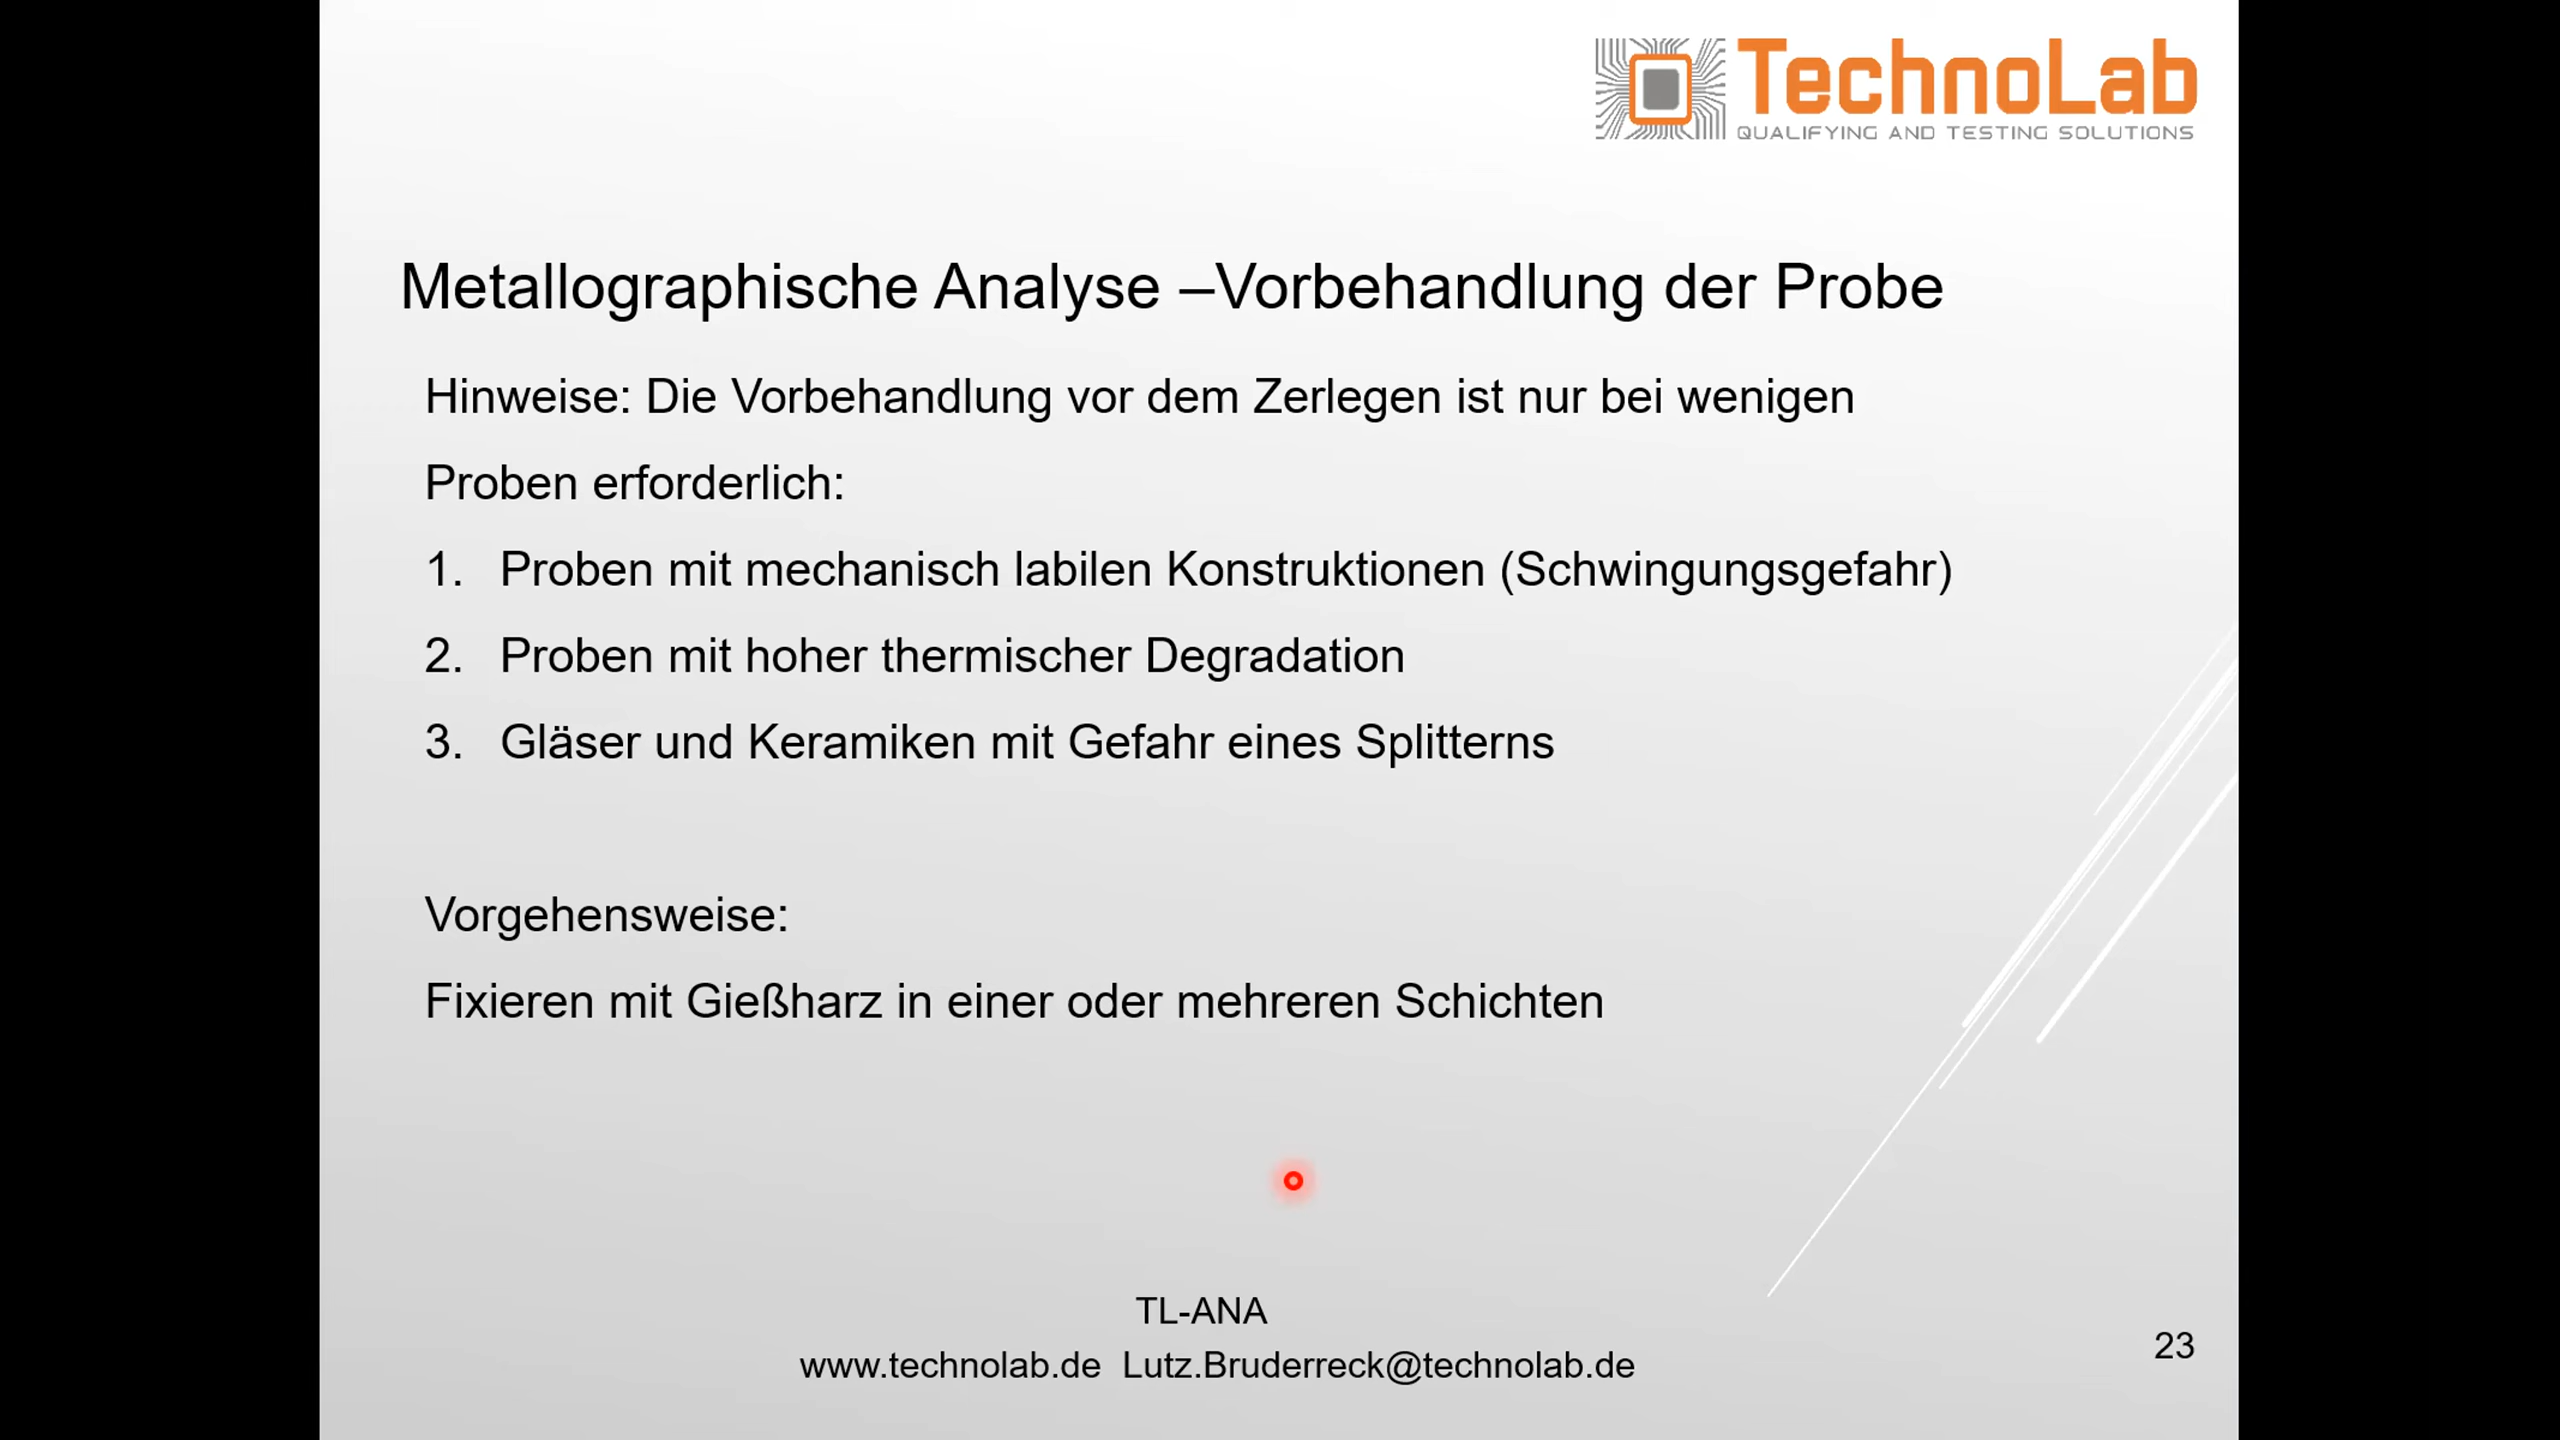 TechnoLab
QUALIFYING AND TESTING SOLUTIONS
Metallographische Analyse –Vorbehandlung der Probe
Hinweise: Die Vorbehandlung vor dem Zerlegen ist nur bei wenigen
Proben erforderlich:
1. Proben mit mechanisch labilen Konstruktionen (Schwingungsgefahr)
2. Proben mit hoher thermischer Degradation
3. Gläser und Keramiken mit Gefahr eines Splitterns
Vorgehensweise:
Fixieren mit Gießharz in einer oder mehreren Schichten
TL-ANA
www.technolab.de Lutz.Bruderreck@technolab.de
23